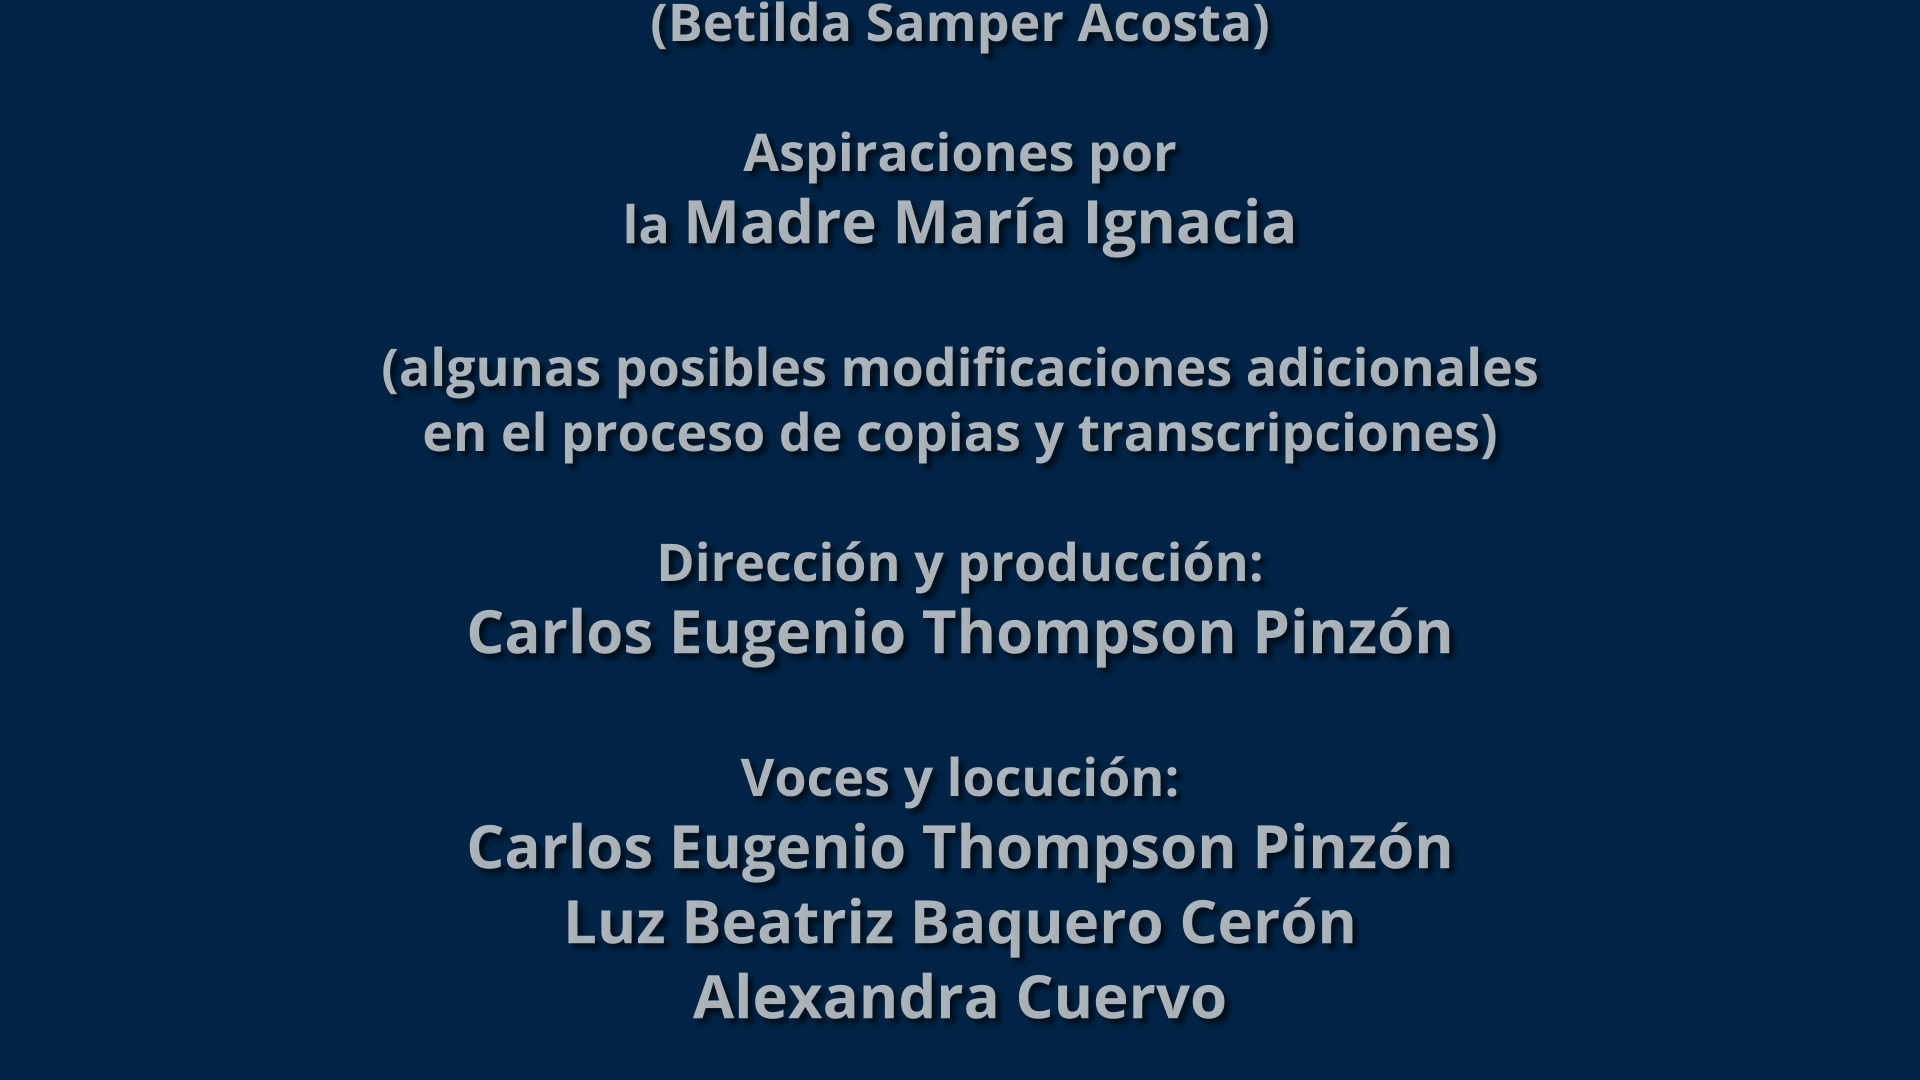 (Betilda Samper Acosta)
Aspiraciones por
la Madre María Ignacia
(algunas posibles modificaciones adicionales
en el proceso de copias y transcripciones)
Dirección y producción:
Carlos Eugenio Thompson Pinzón
Voces y locución:
Carlos Eugenio Thompson Pinzón
Luz Beatriz Baquero Cerón
Alexandra Cuervo